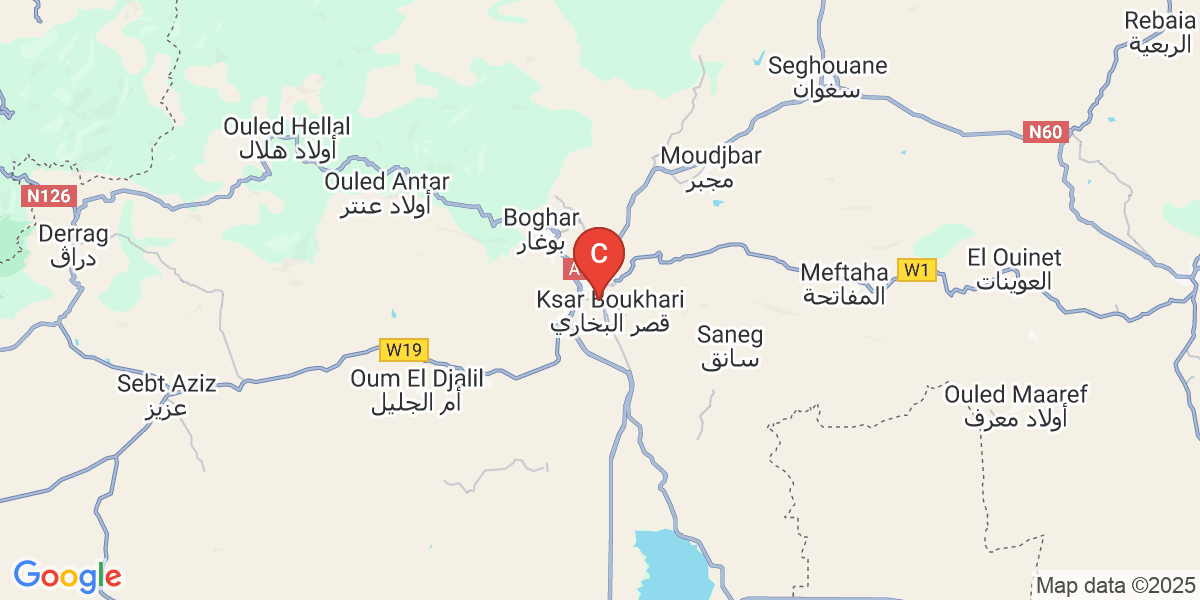 Rebaia
الربعية
Seghouane
سغوان
Ouled Hellal
أولاد هلال
N60
Moudjbar
مجبر
Ouled Antar
أولاد عنتر
N126
Boghar
بوغار
Derrag
دراق
C
A
El Ouinet
العوينات
Meftaha
المفاتحة
W1
Ksar Boukhari
قصر البخاري
Saneg
سانق
W19
Oum El Djalil
أم الجليل
Sebt Aziz
عزيز
Ouled Maaref
أولاد معرف
Google
Map data ©2025